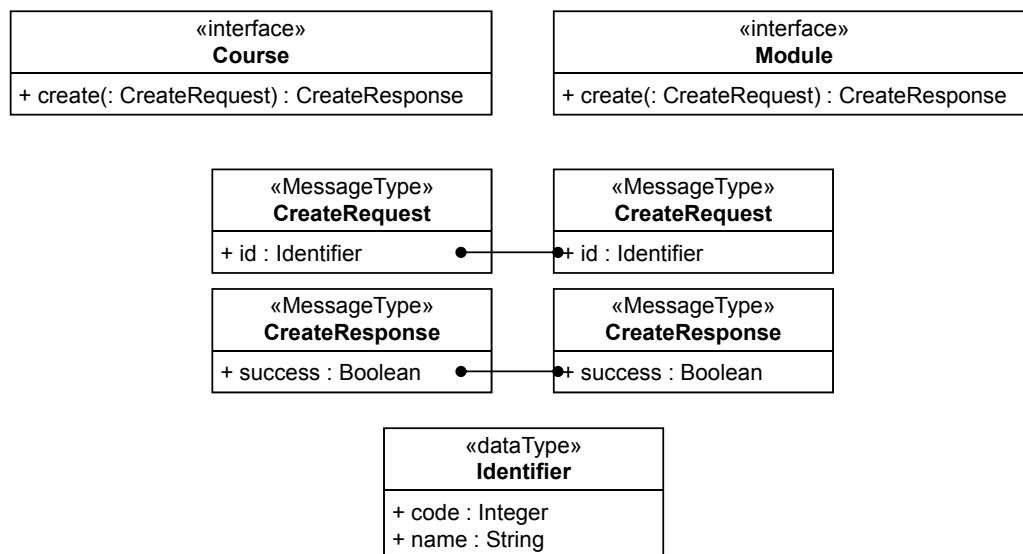 «interface»
Course
+ create(: CreateRequest) : CreateResponse
«interface»
Module
+ create(: CreateRequest) : CreateResponse
«MessageType»
CreateRequest
+ id : Identifier
«MessageType»
CreateRequest
+ id : Identifier
«MessageType»
CreateResponse
+ success : Boolean
«MessageType»
CreateResponse
+ success : Boolean
«dataType»
Identifier
+ code : Integer
+ name : String